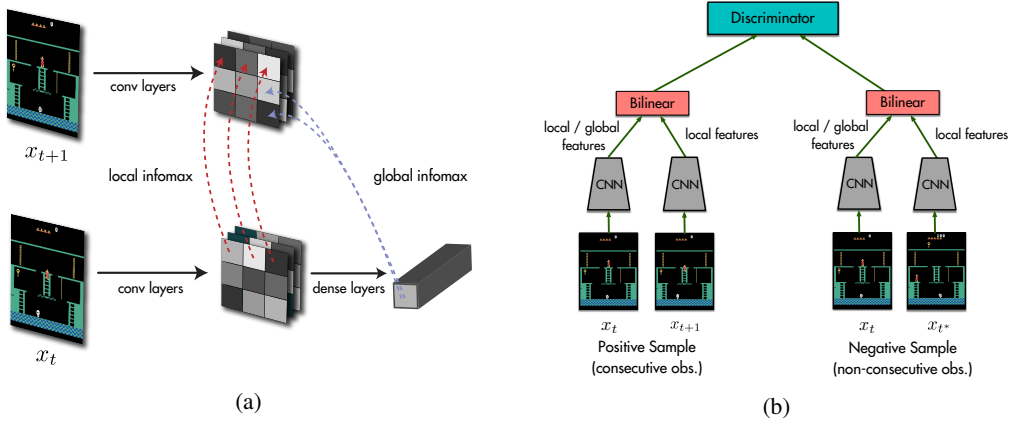 x_{t+1}
conv layers
local infomax
global infomax
conv layers
dense layers
x_t
(a)
Discriminator
Bilinear
Bilinear
local / global
features
local features
local / global
features
local features
CNN
CNN
CNN
CNN
x_t
x_{t+1}
x_t
x_{t*}
Positive Sample
(consecutive obs.)
Negative Sample
(non-consecutive obs.)
(b)